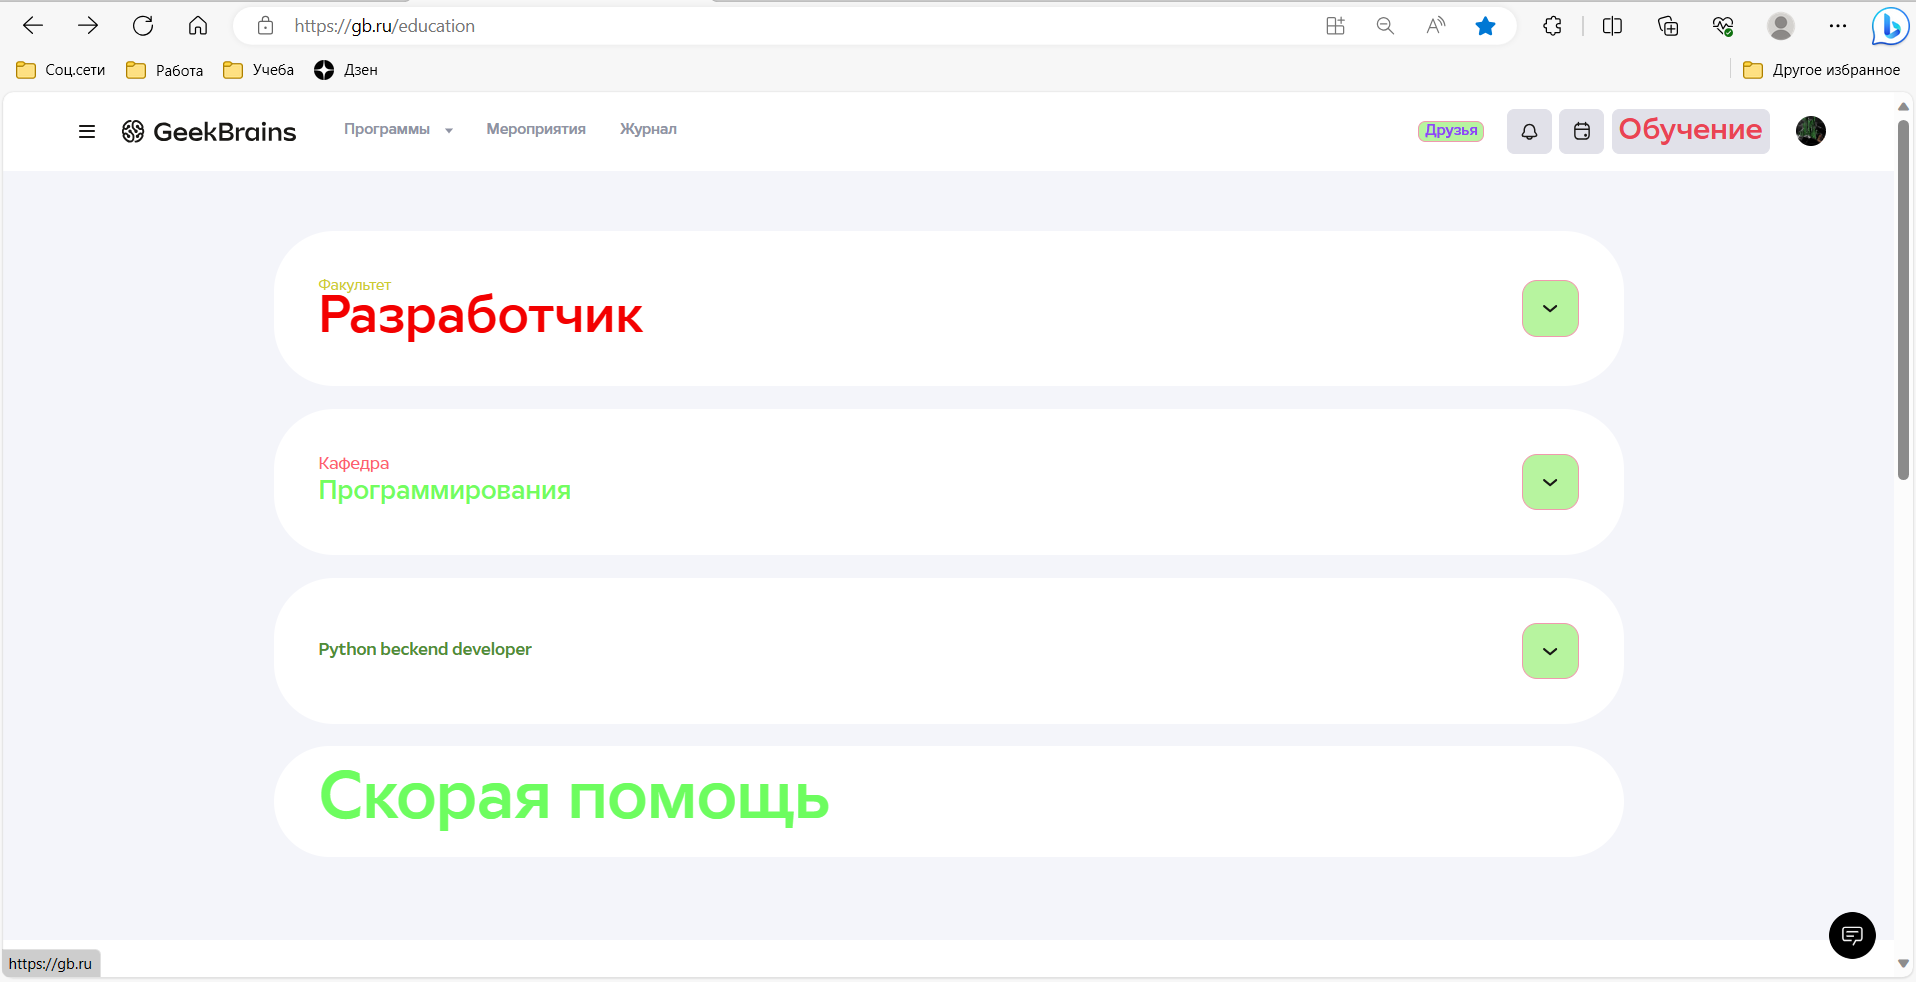 https://gb.ru/education
Соц.сети Работа Учеба Дзен Другое избранное
GeekBrains Программы Мероприятия Журнал Друзья Обучение
Факультет
Разработчик
Кафедра
Программирования
Python beckend developer
Скорая помощь
https://gb.ru